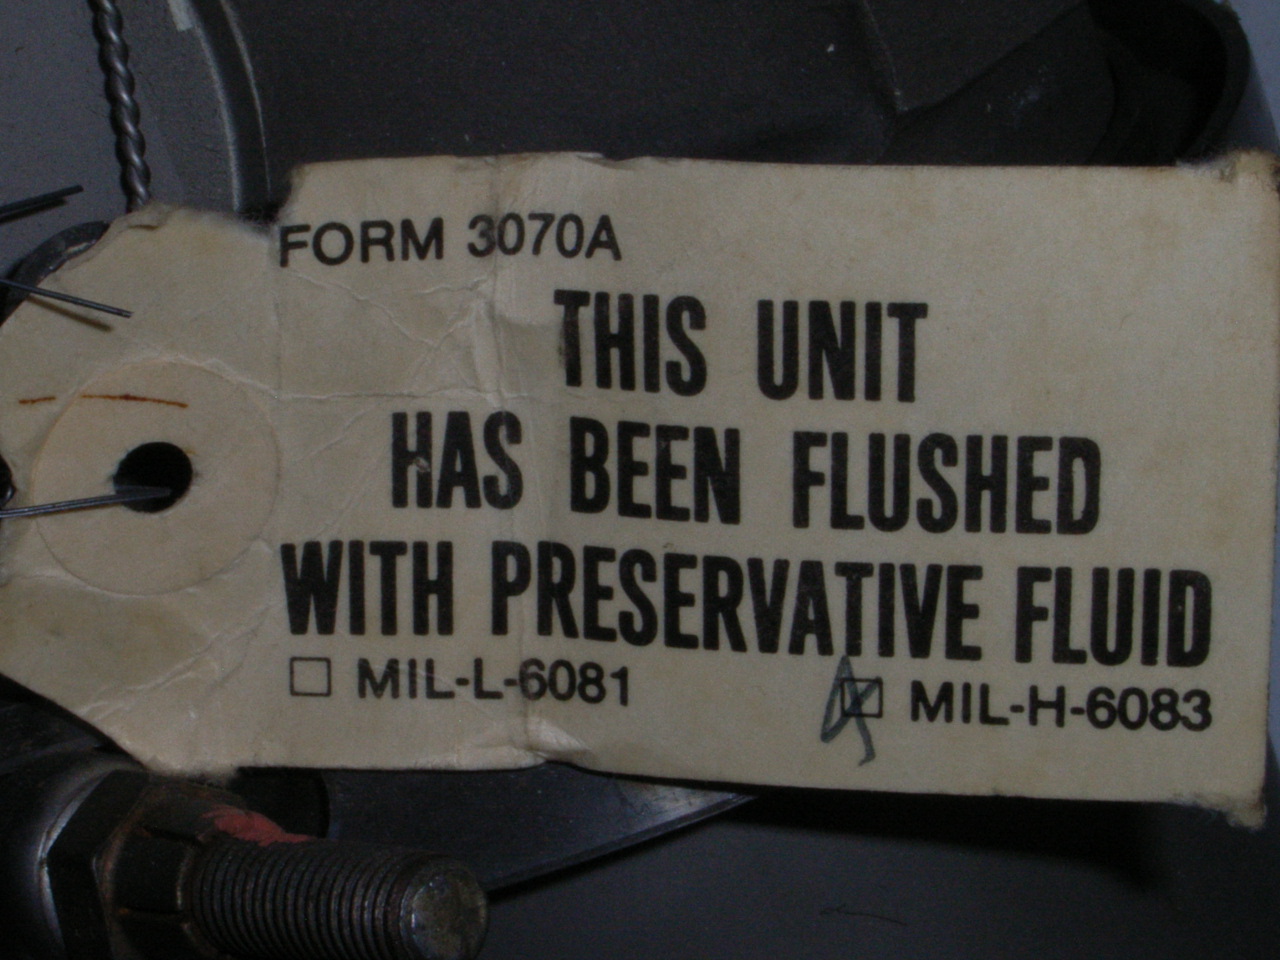 FORM 3070A
THIS UNIT
HAS BEEN FLUSHED
WITH PRESERVATIVE FLUID
☐ MIL-L-6081 ☒ MIL-H-6083